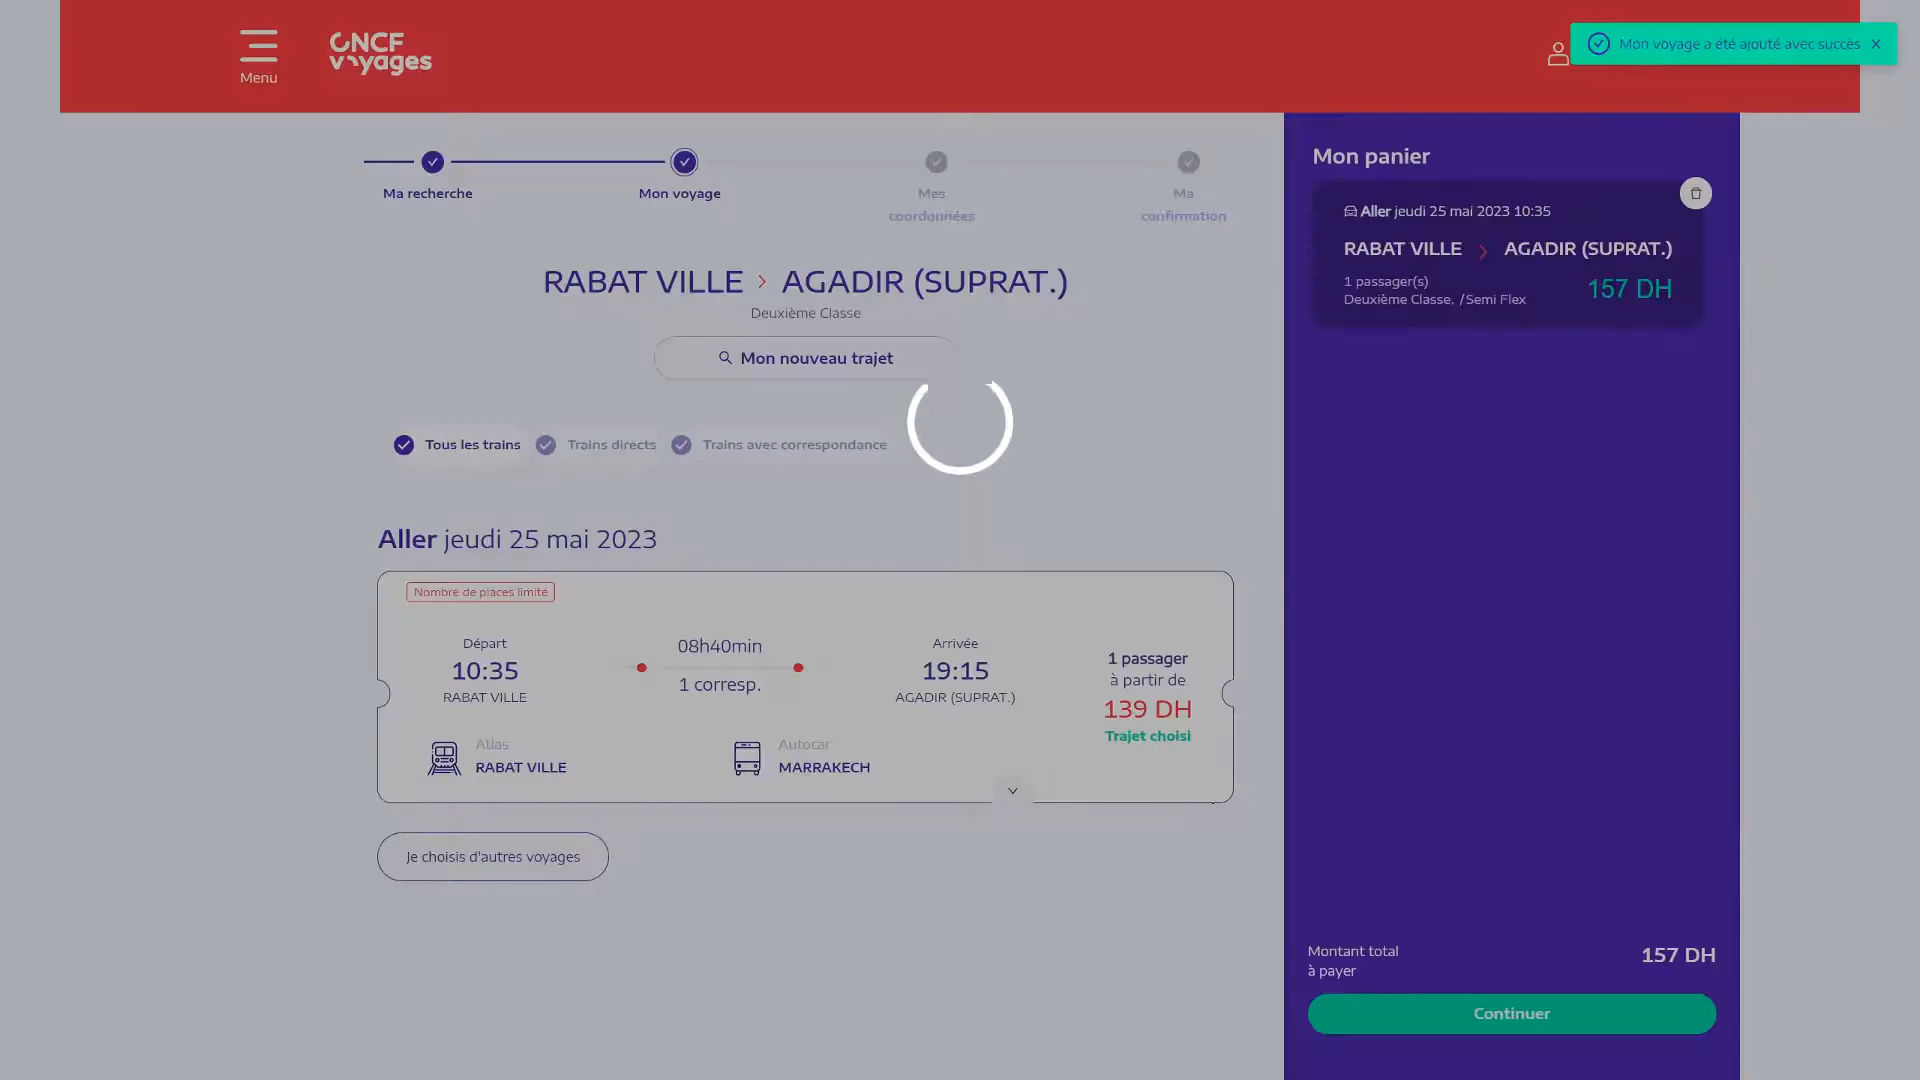 Menu
ONCF
voyages
Mon voyage a été ajouté avec succès
Ma recherche
Mon voyage
Mes
coordonnées
Ma
confirmation
RABAT VILLE > AGADIR (SUPRAT.)
Deuxième Classe
Mon nouveau trajet
Tous les trains
Trains directs
Trains avec correspondance
Aller jeudi 25 mai 2023
Nombre de places limité
Départ
10:35
RABAT VILLE
08h40min
1 corresp.
Arrivée
19:15
AGADIR (SUPRAT.)
1 passager
à partir de
139 DH
Trajet choisi
Atlas
RABAT VILLE
Autocar
MARRAKECH
Je choisis d'autres voyages
Mon panier
Aller jeudi 25 mai 2023 10:35
RABAT VILLE > AGADIR (SUPRAT.)
1 passager(s)
Deuxième Classe, /Semi Flex
157 DH
Montant total
à payer
157 DH
Continuer